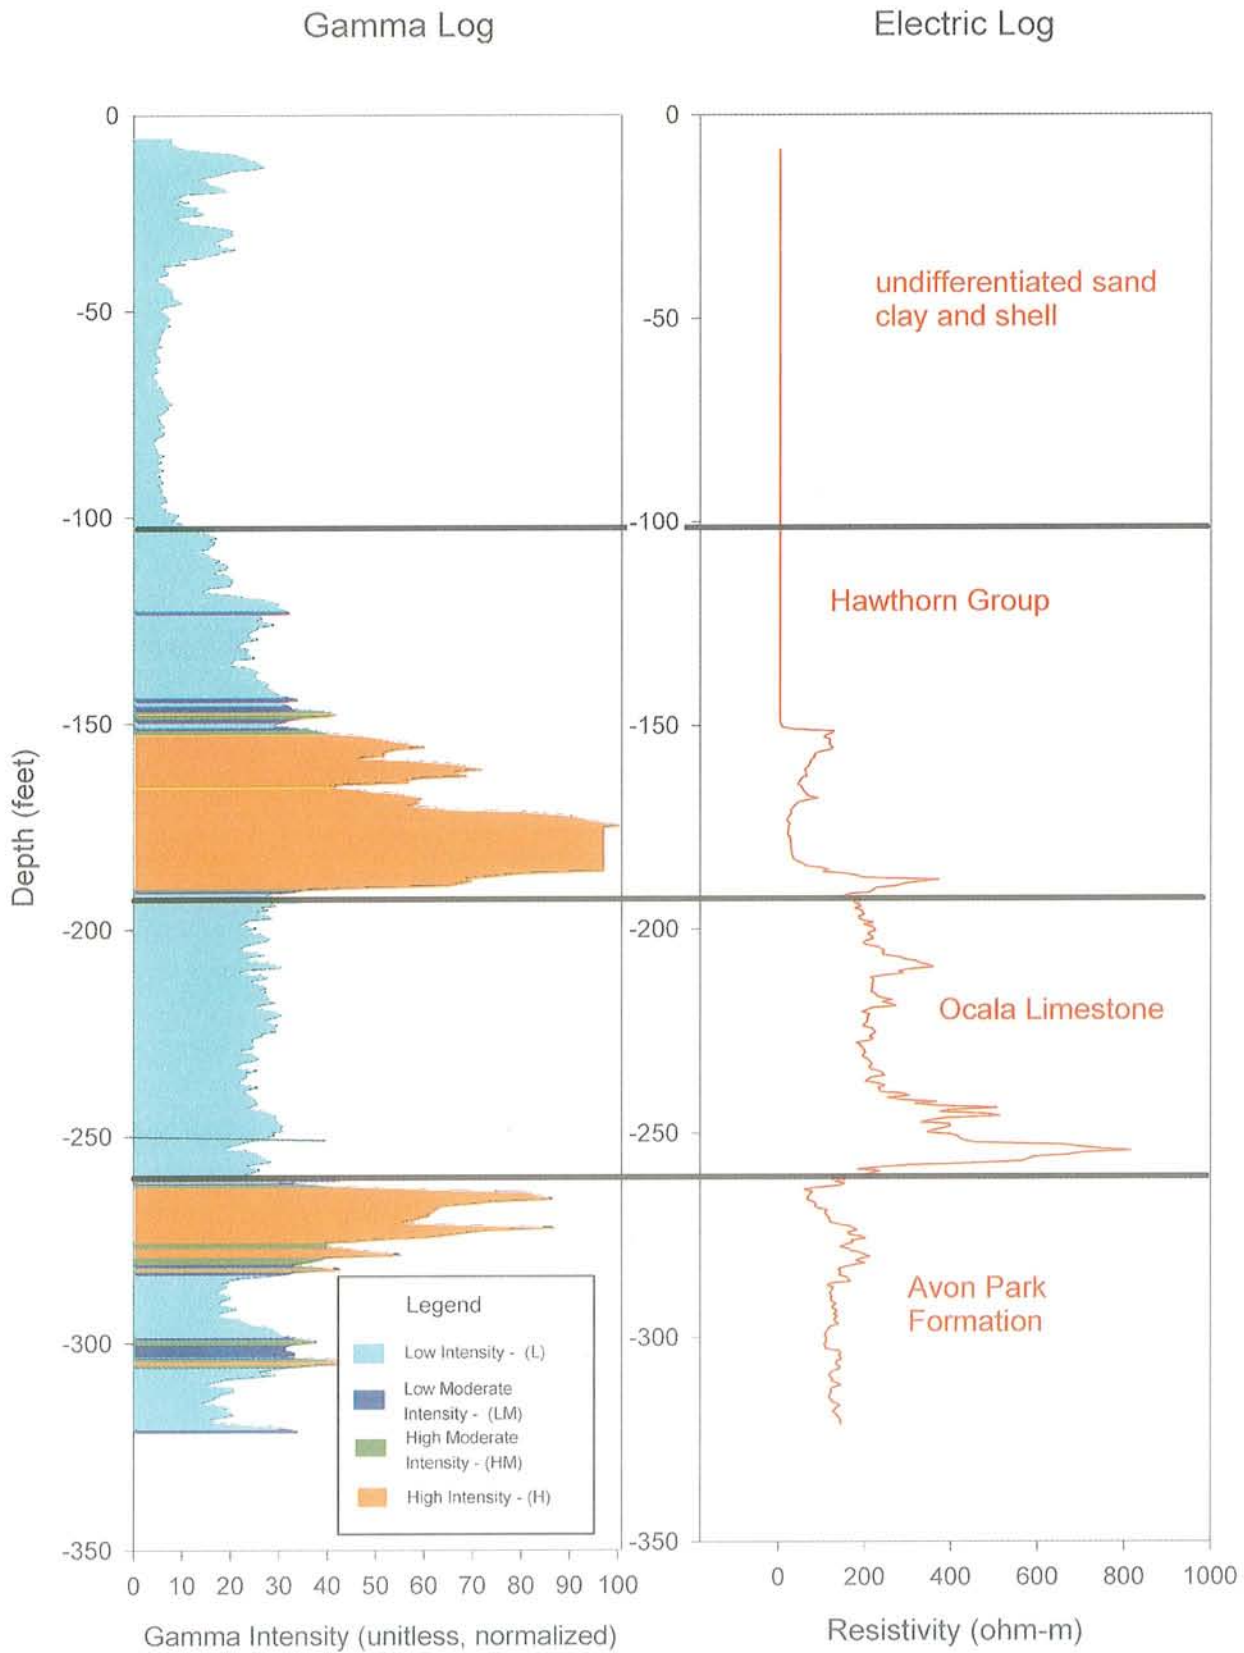 Gamma Log
Electric Log
0
-50
-100
-150
-200
-250
-300
-350
Depth (feet)
0 10 20 30 40 50 60 70 80 90 100
Gamma Intensity (unitless, normalized)
Legend
Low Intensity - (L)
Low Moderate
Intensity - (LM)
High Moderate
Intensity - (HM)
High Intensity - (H)
0
-50
-100
-150
-200
-250
-300
-350
undifferentiated sand
clay and shell
Hawthorn Group
Ocala Limestone
Avon Park
Formation
0 200 400 600 800 1000
Resistivity (ohm-m)